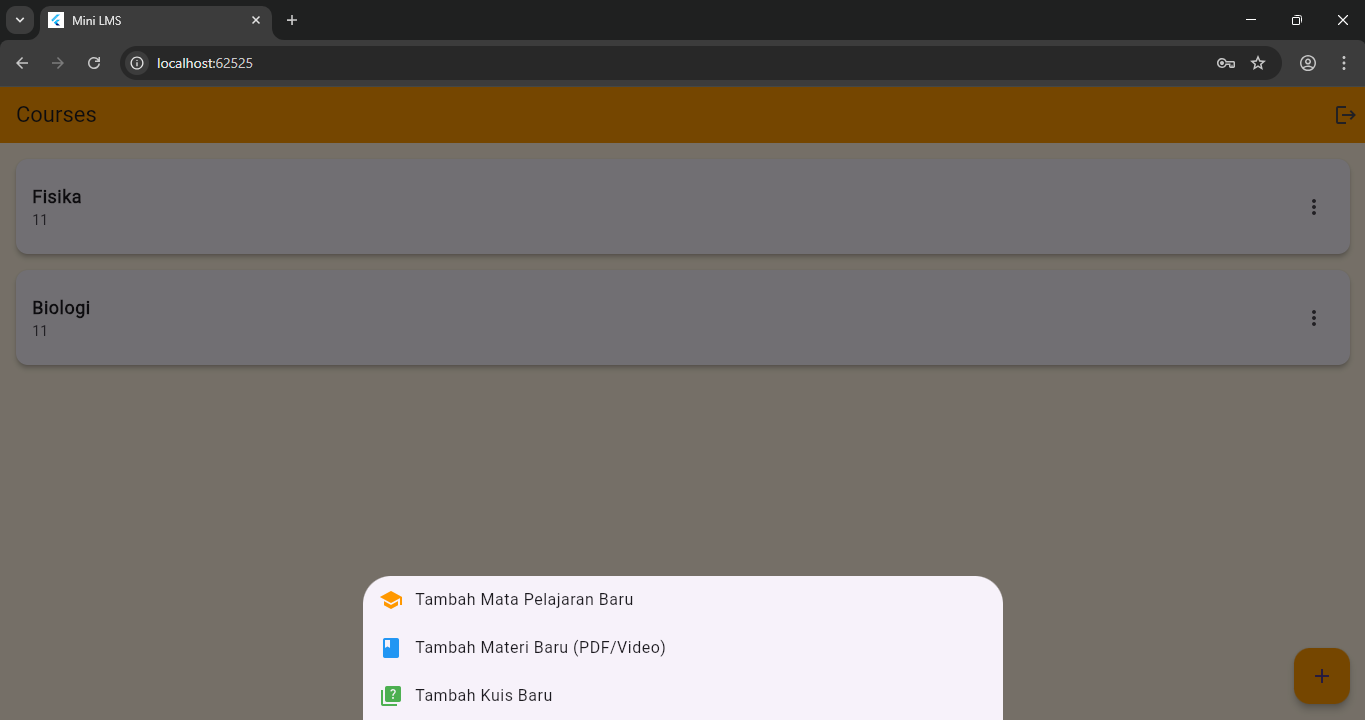 Mini LMS
localhost:62525
Courses
Fisika
11
Biologi
11
Tambah Mata Pelajaran Baru
Tambah Materi Baru (PDF/Video)
Tambah Kuis Baru